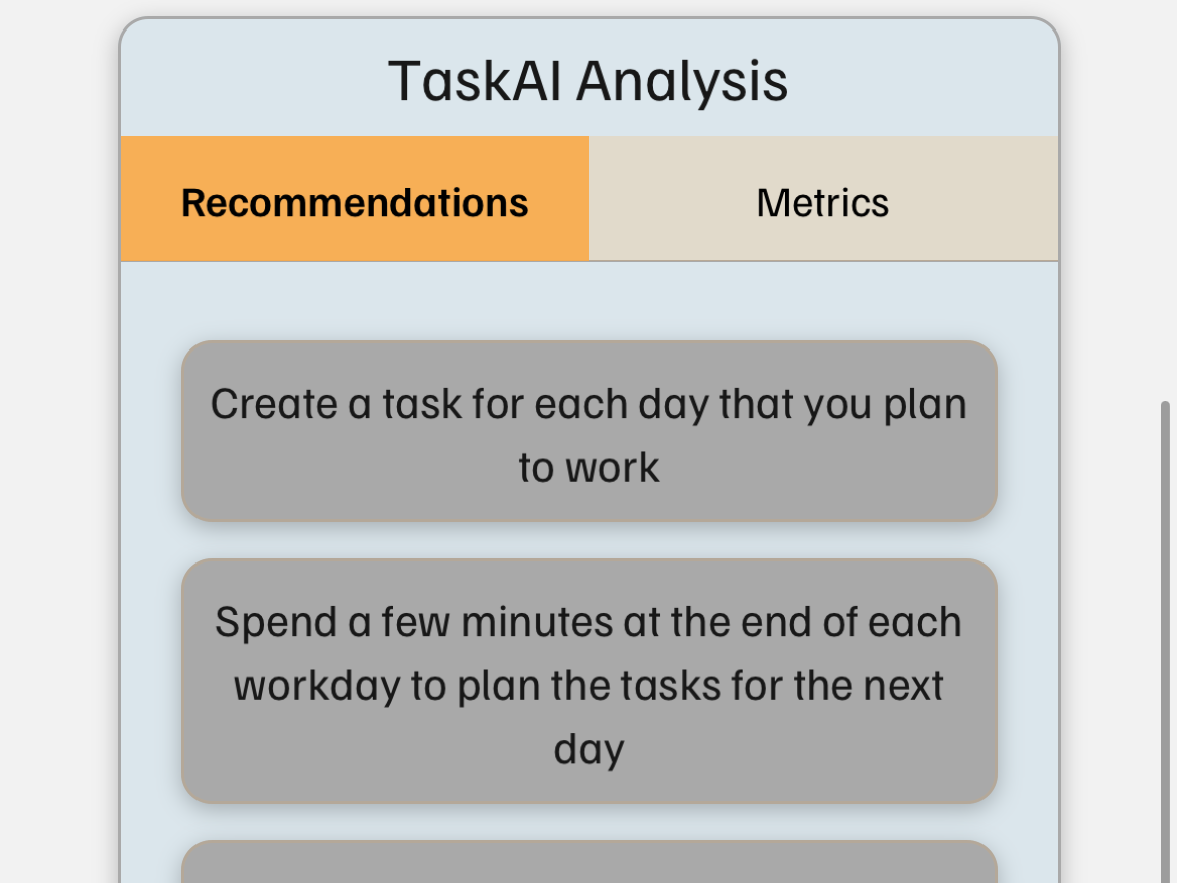 TaskAI Analysis
Recommendations
Metrics
Create a task for each day that you plan
to work
Spend a few minutes at the end of each
workday to plan the tasks for the next
day